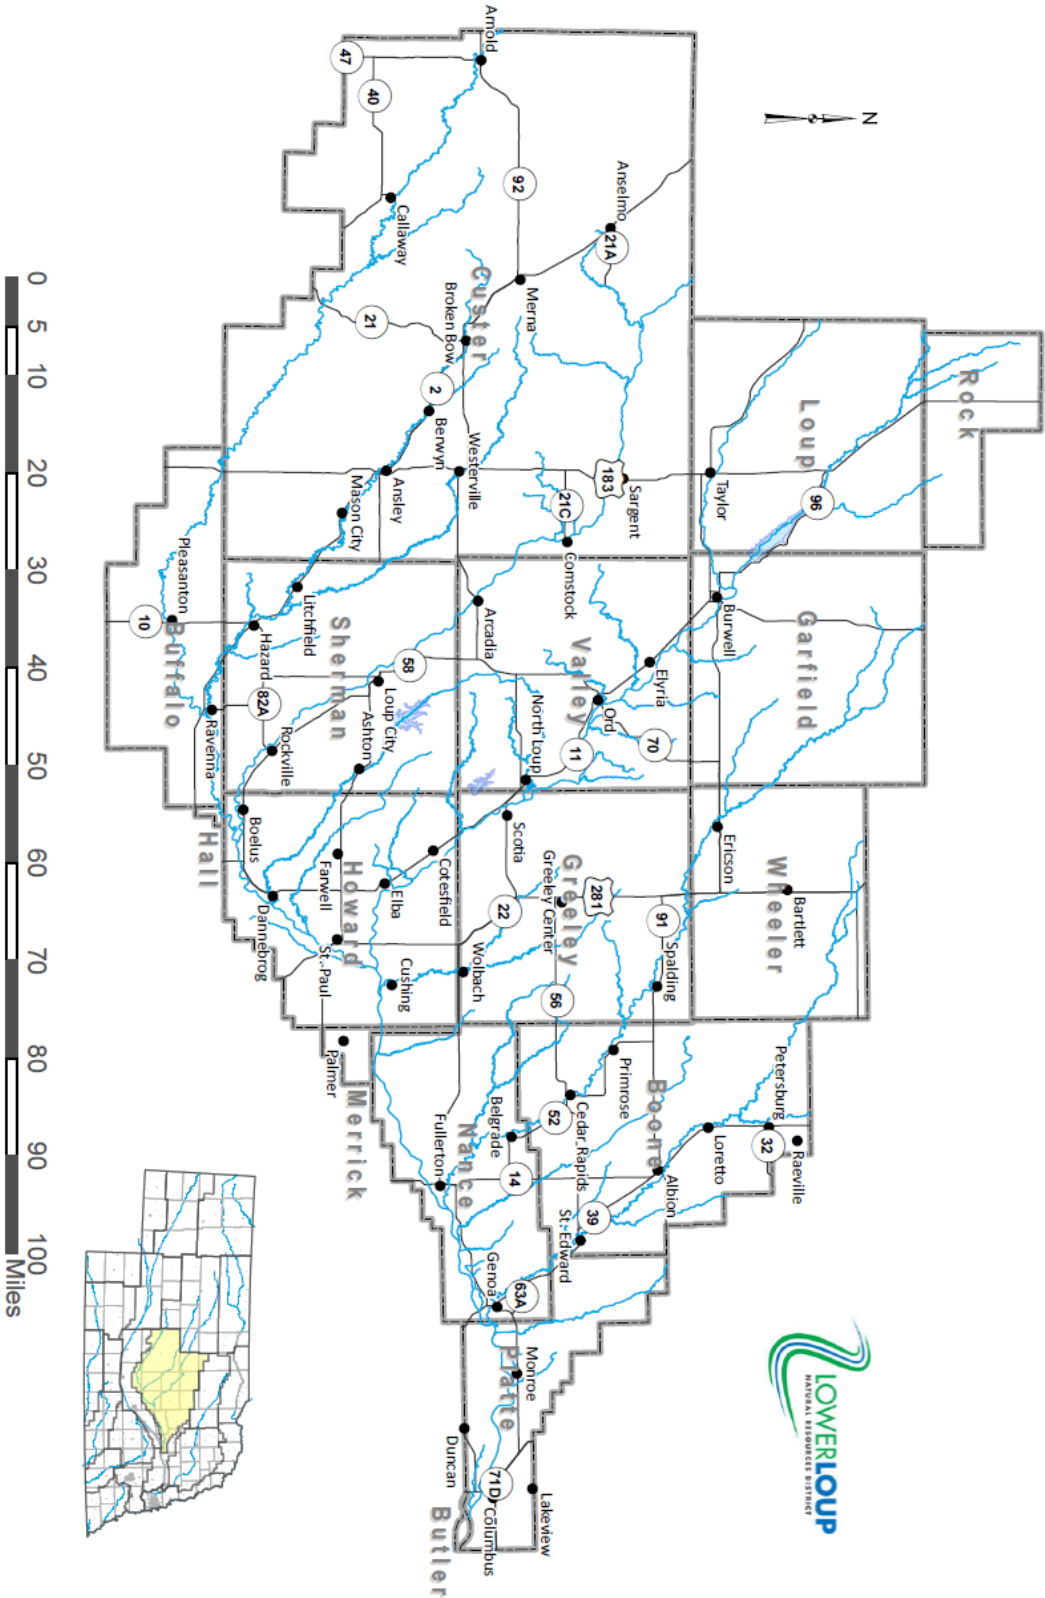 N
LOWERLOUP
NATURAL RESOURCES DISTRICT
Rock
Loup
96
Garfield
Wheeler
Bartlett
Taylor
Burwell
Ericson
Petersburg
Raeville
32
Loretto
Anselmo
21A
Sargent
183
Elyria
70
91
Spalding
Boone
Albion
92
Merna
21C
Comstock
Valley
Ord
11
281
Greeley
Greeley Center
56
Primrose
Cedar Rapids
52
39
St. Edward
Arnold
Custer
Broken Bow
Westerville
Arcadia
North Loup
Scotia
22
Wolbach
Belgrade
14
Nance
Genoa
63A
Monroe
Platte
Lakeview
47
40
Callaway
21
2
Berwyn
Ansley
Mason City
58
Loup City
Ashton
Cotesfield
Elba
Cushing
Fullerton
Duncan
71D
Columbus
Butler
Litchfield
Sherman
Farwell
Howard
St. Paul
Palmer
Merrick
Hazard
82A
Rockville
Boelus
Dannebrog
Pleasanton
10
Buffalo
Ravenna
Hall
0 5 10 20 30 40 50 60 70 80 90 100
Miles